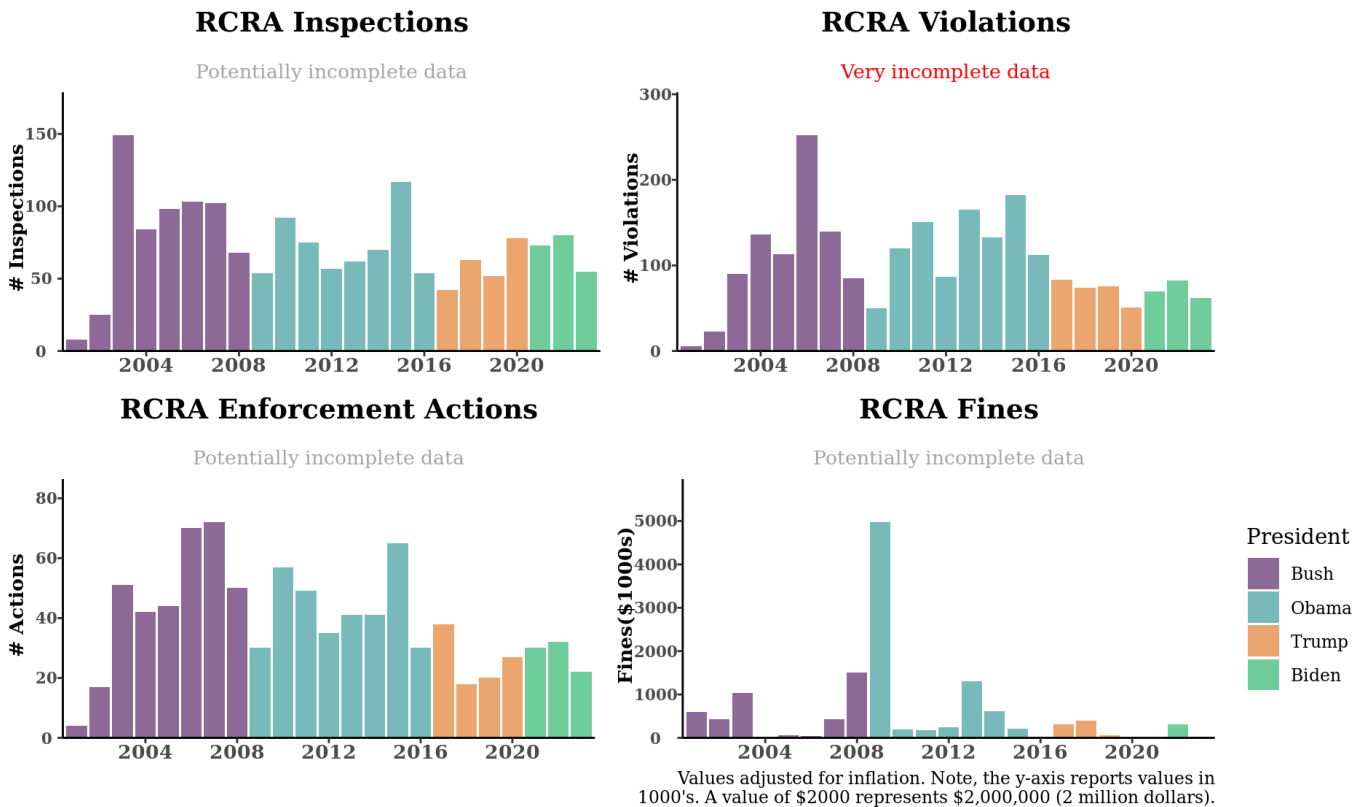 RCRA Inspections
Potentially incomplete data
# Inspections
150
100
50
0
2004 2008 2012 2016 2020
RCRA Violations
Very incomplete data
# Violations
300
200
100
0
2004 2008 2012 2016 2020
RCRA Enforcement Actions
Potentially incomplete data
# Actions
80
60
40
20
0
2004 2008 2012 2016 2020
RCRA Fines
Potentially incomplete data
Fines($1000s)
5000
4000
3000
2000
1000
0
2004 2008 2012 2016 2020
President
Bush
Obama
Trump
Biden
Values adjusted for inflation. Note, the y-axis reports values in
1000's. A value of $2000 represents $2,000,000 (2 million dollars).